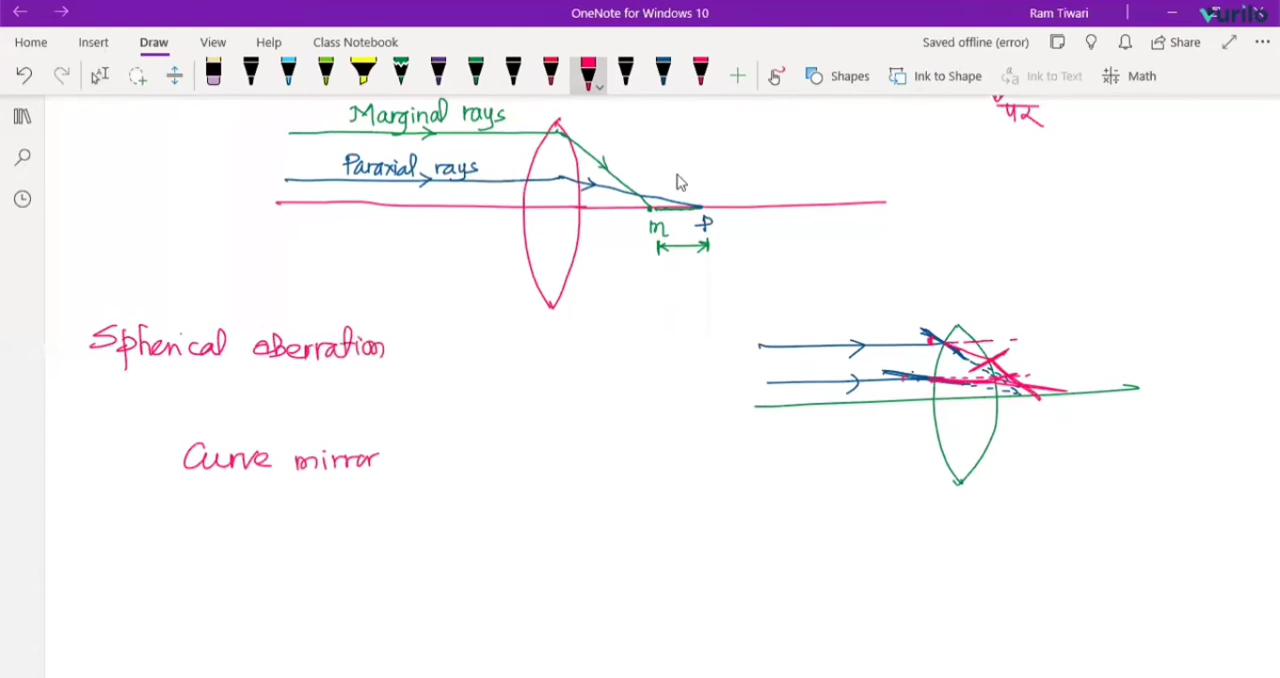 OneNote for Windows 10
Ram Tiwari
Yurilo
Home Insert Draw View Help Class Notebook
Saved offline (error) Share
Shapes Ink to Shape Ink to Text Math
Marginal rays
Paraxial rays
m P
Spherical aberration
Curve mirror